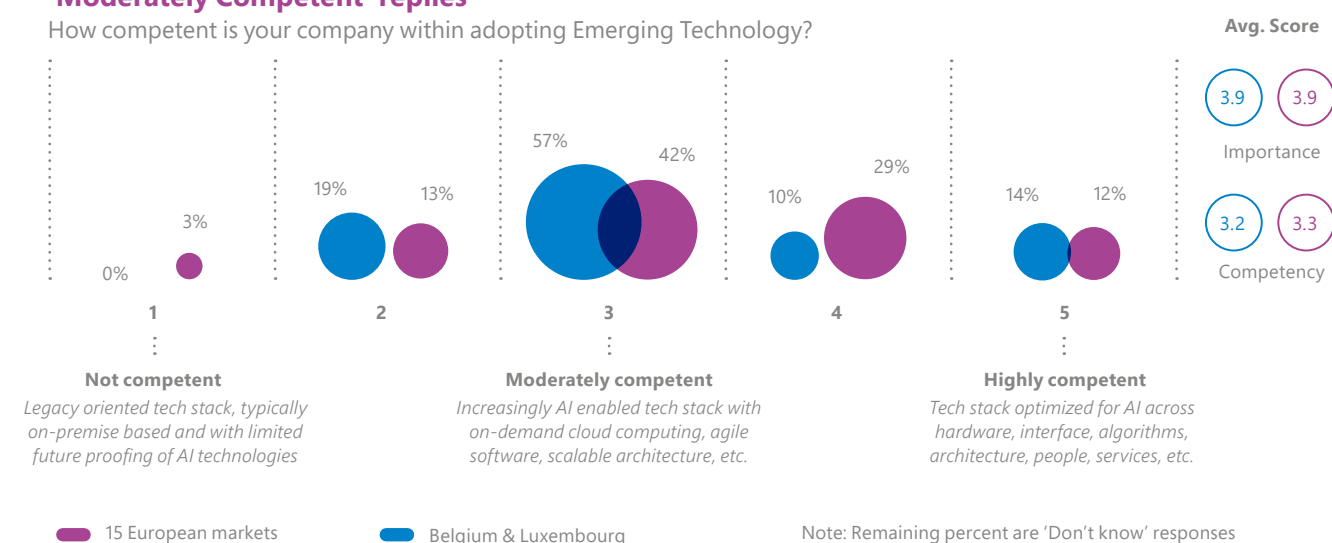 'Moderately Competent' Replies
How competent is your company within adopting Emerging Technology?
Avg. Score
3.9 3.9
Importance
3.2 3.3
Competency
0% 3%
19% 13%
57% 42%
10% 29%
14% 12%
1 2 3 4 5
Not competent
Legacy oriented tech stack, typically
on-premise based and with limited
future proofing of AI technologies
Moderately competent
Increasingly AI enabled tech stack with
on-demand cloud computing, agile
software, scalable architecture, etc.
Highly competent
Tech stack optimized for AI across
hardware, interface, algorithms,
architecture, people, services, etc.
15 European markets
Belgium & Luxembourg
Note: Remaining percent are 'Don't know' responses